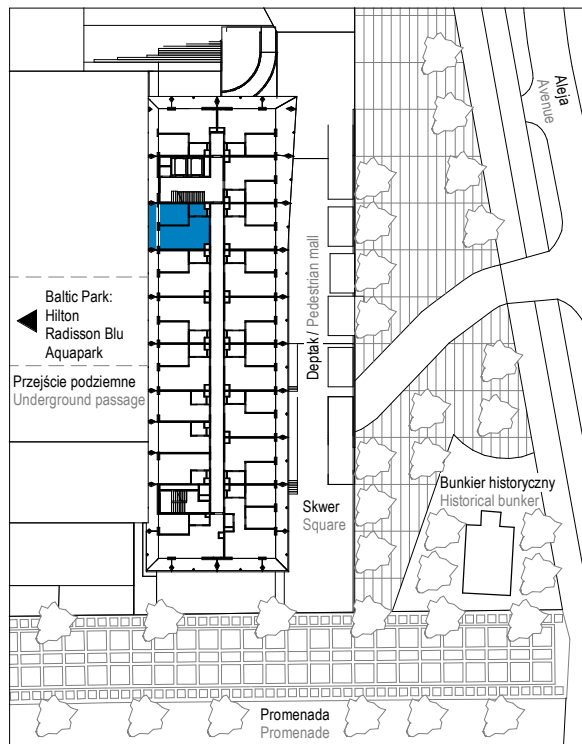 Aleja
Avenue
Baltic Park:
Hilton
Radisson Blu
Aquapark
Przejście podziemne
Underground passage
Deptak / Pedestrian mall
Skwer
Square
Bunkier historyczny
Historical bunker
Promenada
Promenade